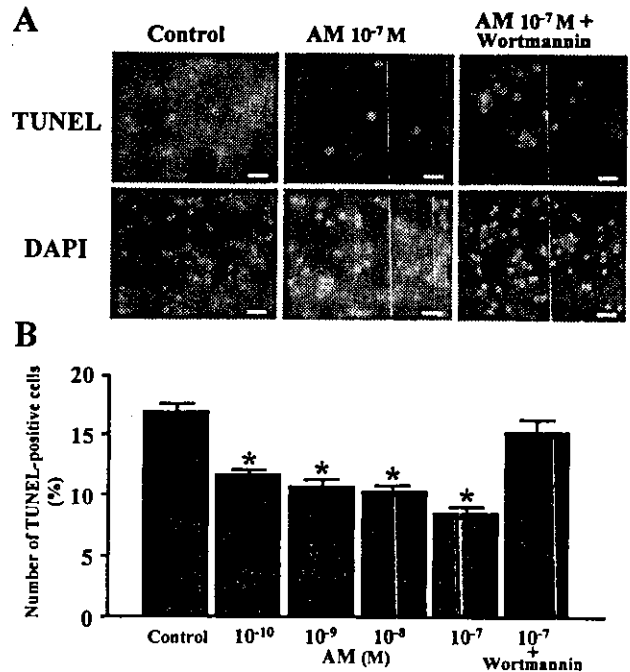 A
Control AM 10⁻⁷ M AM 10⁻⁷ M +
Wortmannin
TUNEL
DAPI
B
Number of TUNEL-positive cells
(%)
20
15
10
5
0
* * * *
Control 10⁻¹⁰ 10⁻⁹ 10⁻⁸ 10⁻⁷ 10⁻⁷
+
Wortmannin
AM (M)